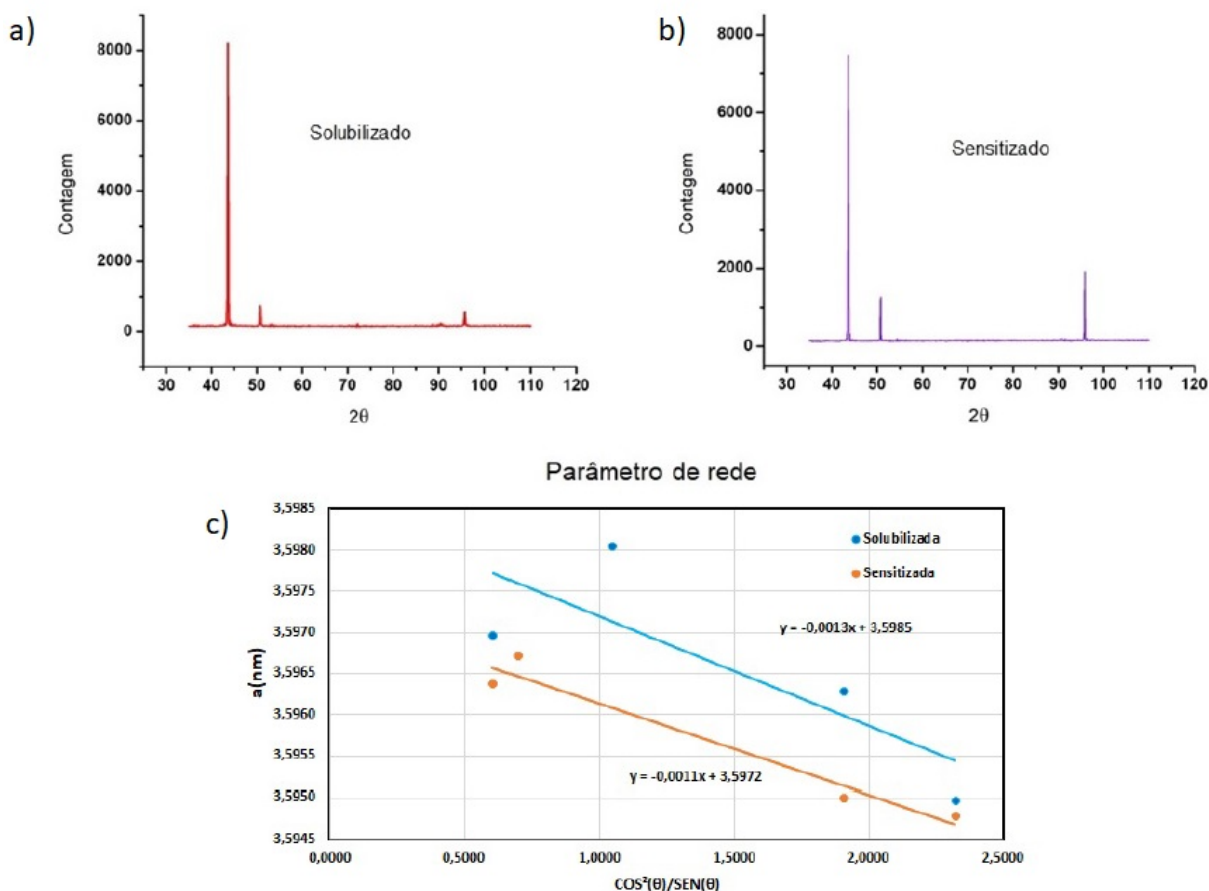 a)
8000
6000
4000
2000
0
Contagem
Solubilizado
30 40 50 60 70 80 90 100 110 120
2θ
b)
8000
6000
4000
2000
0
Contagem
Sensitizado
30 40 50 60 70 80 90 100 110 120
2θ
Parâmetro de rede
c)
3,5985
3,5980
3,5975
3,5970
3,5965
3,5960
3,5955
3,5950
3,5945
a(nm)
Solubilizada
Sensitizada
y = -0,0013x + 3,5985
y = -0,0011x + 3,5972
0,0000 0,5000 1,0000 1,5000 2,0000 2,5000
COS²(θ)/SEN(θ)